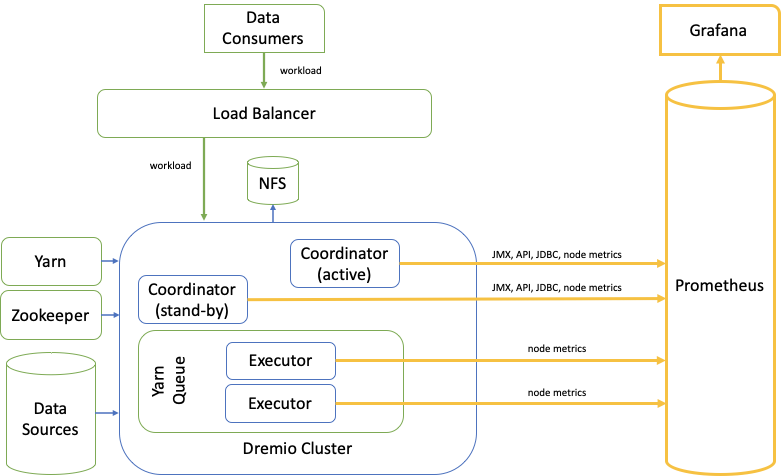 Data
Consumers
Grafana
workload
Load Balancer
workload
NFS
Coordinator
(active)
JMX, API, JDBC, node metrics
Yarn
Coordinator
(stand-by)
JMX, API, JDBC, node metrics
Prometheus
Zookeeper
Yarn
Queue
Executor
node metrics
Executor
node metrics
Data
Sources
Dremio Cluster